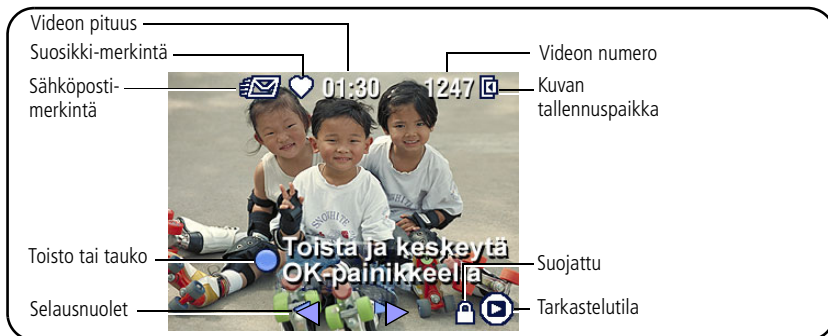 Videon pituus
Suosikki-merkintä
Sähköposti-
merkintä
Toisto tai tauko
Selausnuolet
01:30
1247
SNOWHITE
Toista ja keskeytä
OK-painikkeella
Videon numero
Kuvan
tallennuspaikka
Suojattu
Tarkastelutila